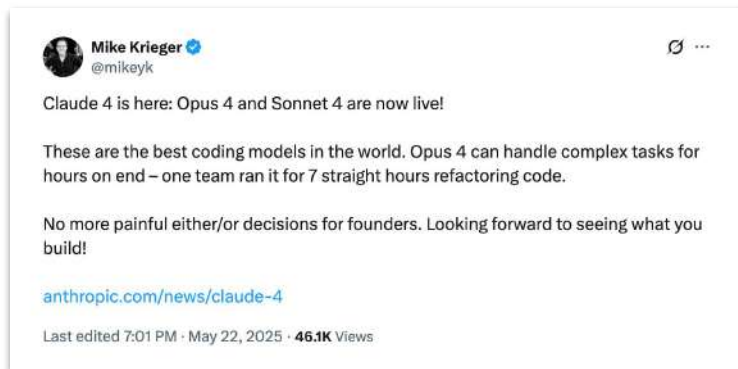 Mike Krieger
@mikeyk
Claude 4 is here: Opus 4 and Sonnet 4 are now live!
These are the best coding models in the world. Opus 4 can handle complex tasks for
hours on end – one team ran it for 7 straight hours refactoring code.
No more painful either/or decisions for founders. Looking forward to seeing what you
build!
anthropic.com/news/claude-4
Last edited 7:01 PM · May 22, 2025 · 46.1K Views